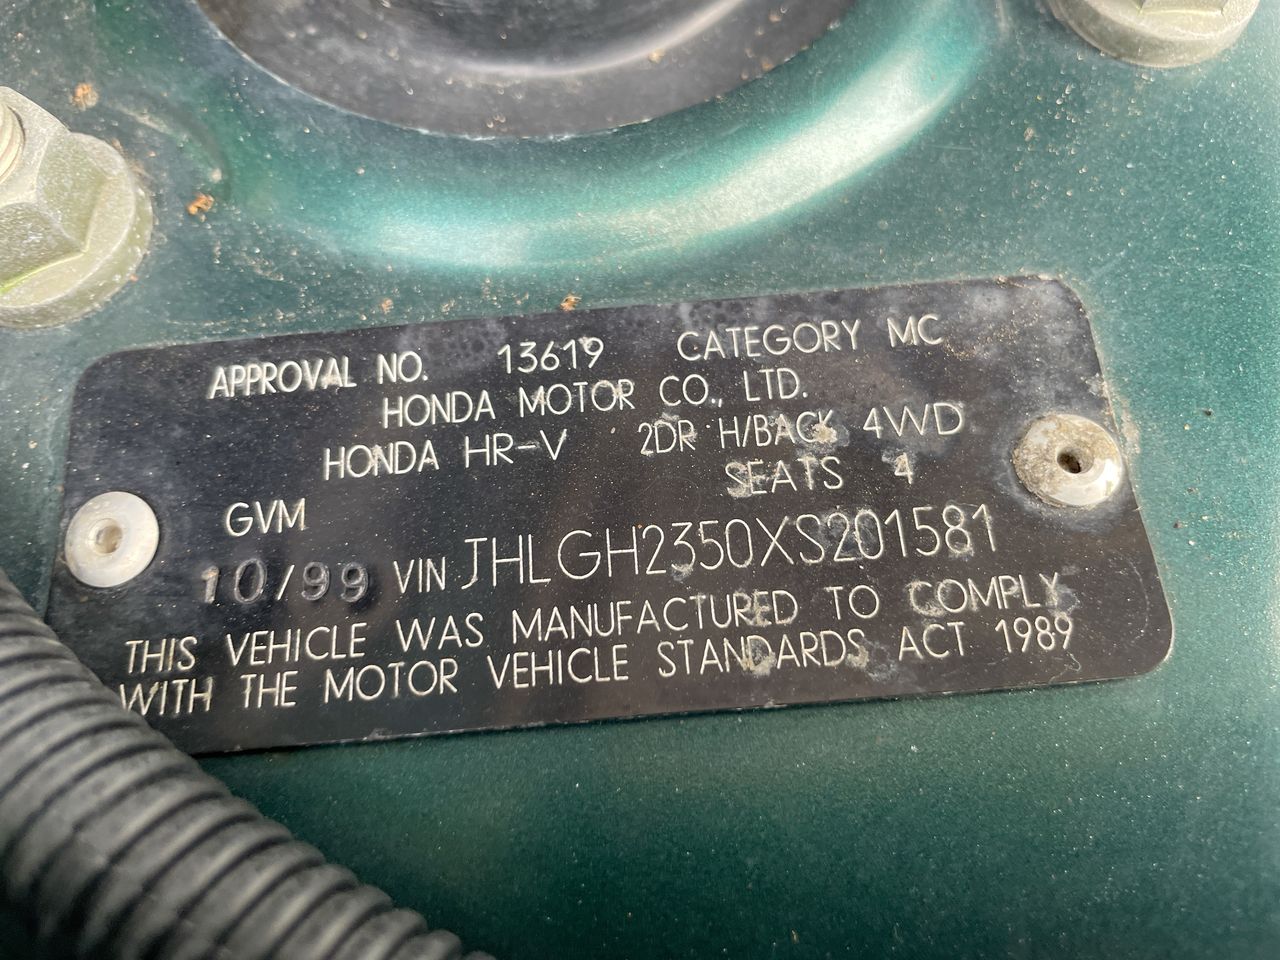 APPROVAL NO. 13619 CATEGORY MC
HONDA MOTOR CO., LTD.
HONDA HR-V 2DR H/BACK 4WD
SEATS 4
GVM
10/99 VIN JHLGH2350XS201581
THIS VEHICLE WAS MANUFACTURED TO COMPLY
WITH THE MOTOR VEHICLE STANDARDS ACT 1989